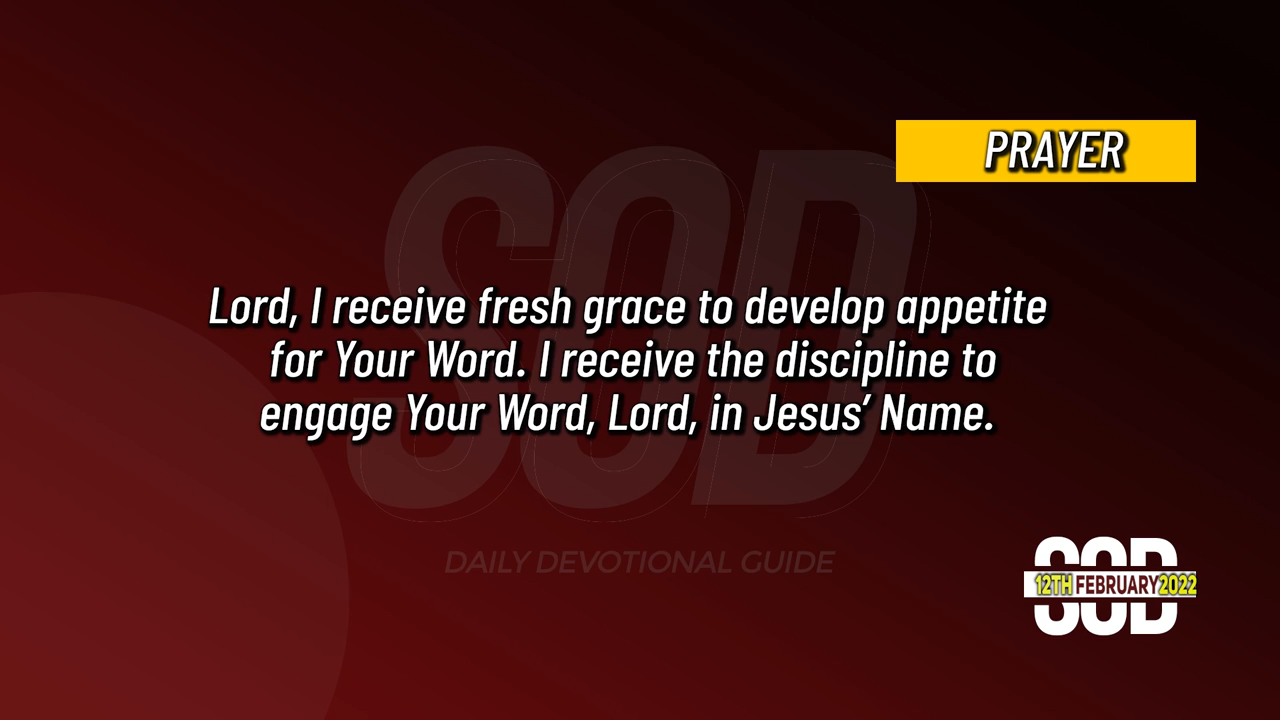 PRAYER
SOD
Lord, I receive fresh grace to develop appetite
for Your Word. I receive the discipline to
engage Your Word, Lord, in Jesus’ Name.
DAILY DEVOTIONAL GUIDE
SOD
12TH FEBRUARY 2022